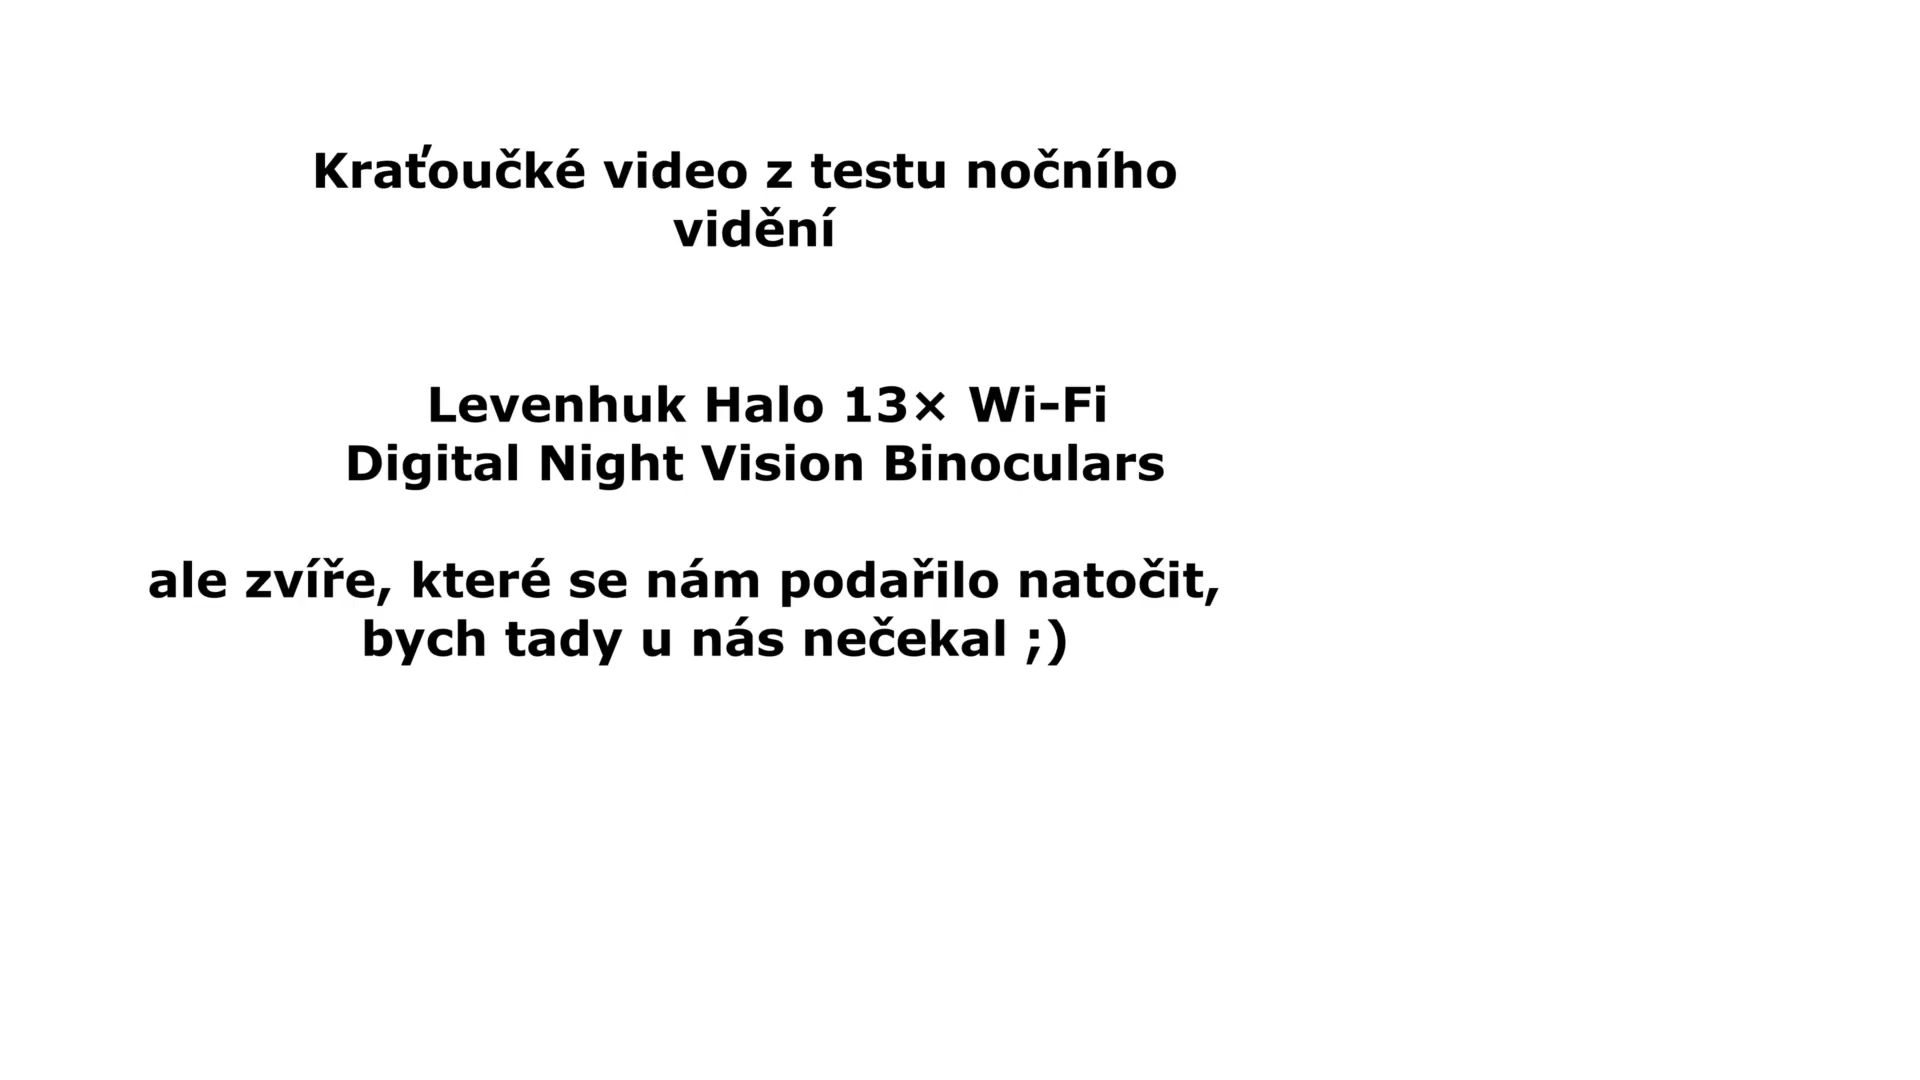 Kraťoučké video z testu nočního
vidění
Levenhuk Halo 13× Wi-Fi
Digital Night Vision Binoculars
ale zvíře, které se nám podařilo natočit,
bych tady u nás nečekal ;)